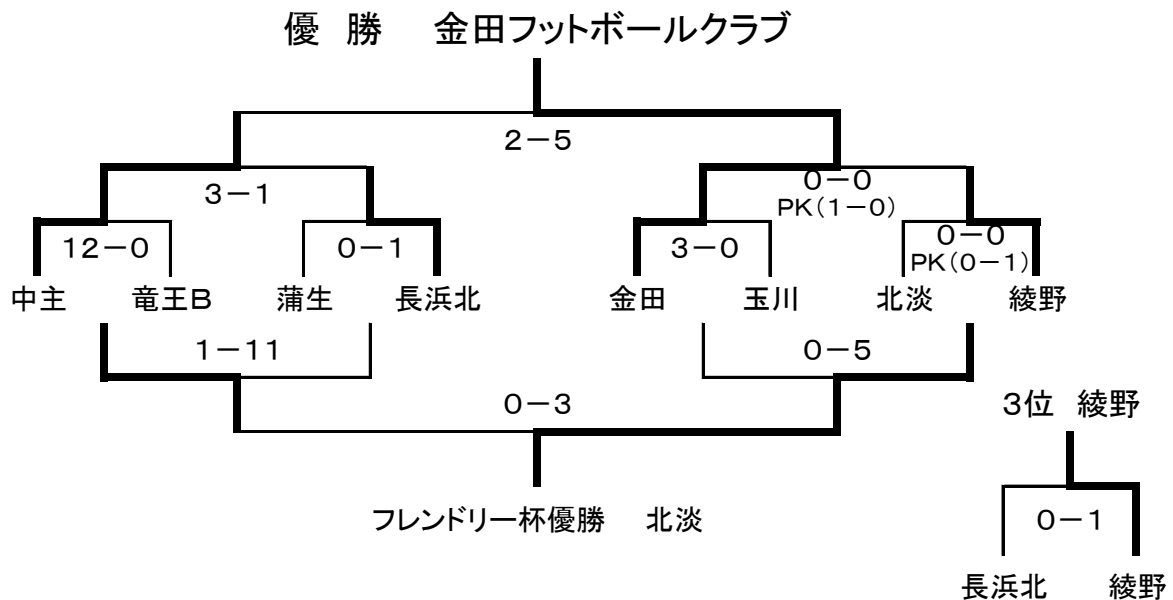 優 勝 金田フットボールクラブ
2-5
3-1
0-0
PK(1-0)
12-0
0-1
3-0
0-0
PK(0-1)
中主 竜王B 蒲生 長浜北 金田 玉川 北淡 綾野
1-11
0-5
0-3
3位 綾野
フレンドリー杯優勝 北淡
0-1
長浜北 綾野